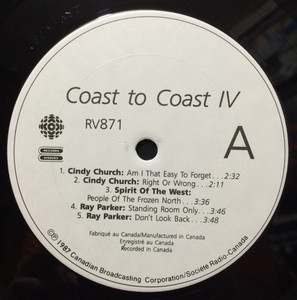 Coast to Coast IV
RV871
A
1. Cindy Church: Am I That Easy To Forget...2:32
2. Cindy Church: Right Or Wrong...2:11
3. Spirit Of The West:
People Of The Frozen North...3:36
4. Ray Parker: Standing Room Only...3:46
5. Ray Parker: Don't Look Back...3:48
Fabriqué au Canada/Manufactured in Canada
Enregistré au Canada
Recorded in Canada
©℗1987 Canadian Broadcasting Corporation/Société Radio-Canada